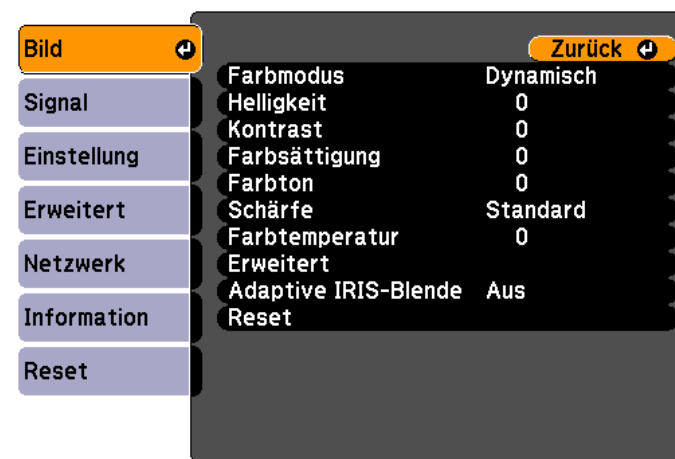 Bild
Signal
Einstellung
Erweitert
Netzwerk
Information
Reset
Zurück
Farbmodus Dynamisch
Helligkeit 0
Kontrast 0
Farbsättigung 0
Farbton 0
Schärfe Standard
Farbtemperatur 0
Erweitert
Adaptive IRIS-Blende Aus
Reset